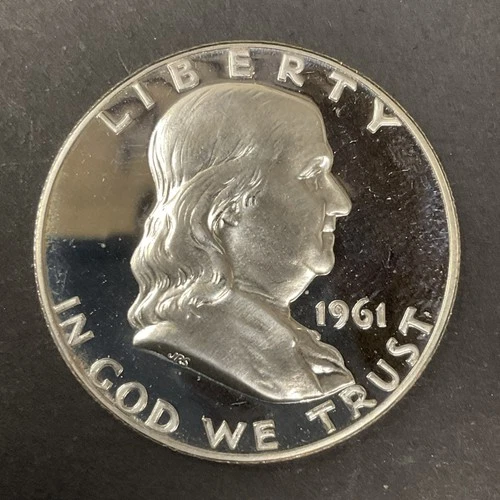 LIBERTY
1961
JRS
IN GOD WE TRUST